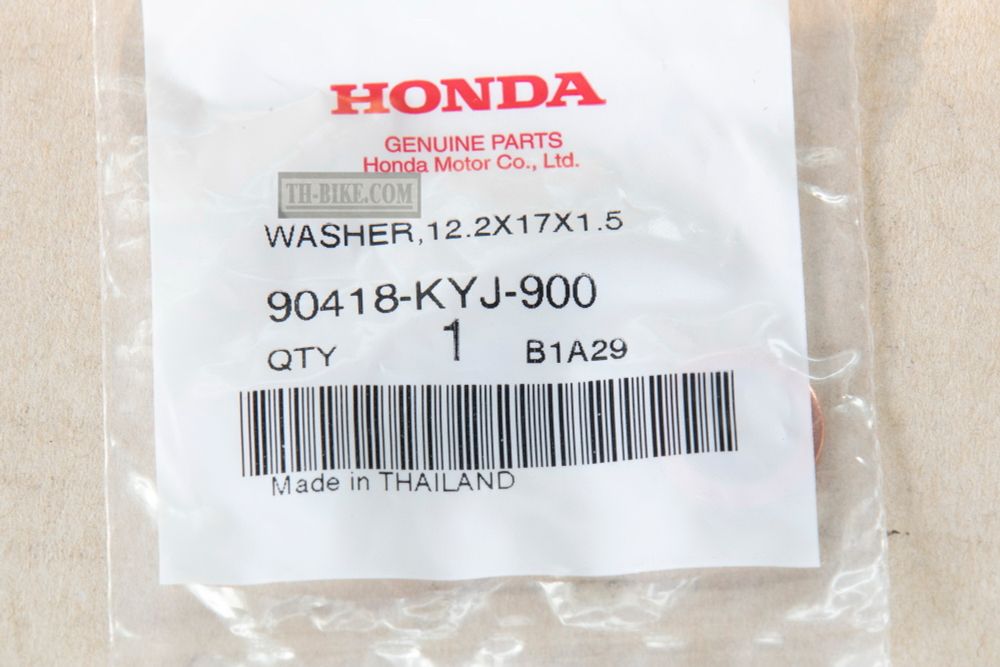 HONDA
GENUINE PARTS
Honda Motor Co., Ltd.
TH-BIKE.COM
WASHER,12.2X17X1.5
90418-KYJ-900
QTY 1 B1A29
Made in THAILAND